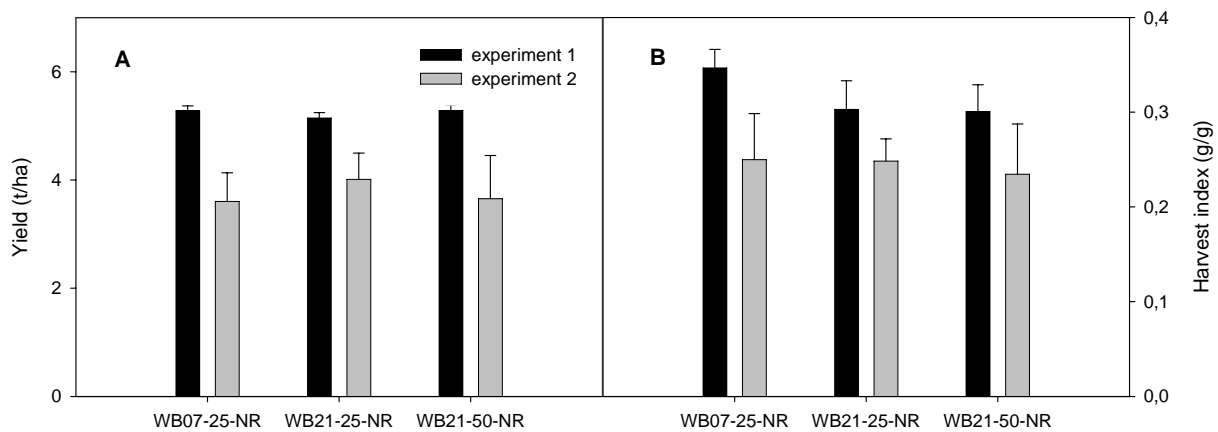 A
experiment 1
experiment 2
B
Yield (t/ha)
6
4
2
0
0,4
0,3
0,2
0,1
0,0
Harvest index (g/g)
WB07-25-NR WB21-25-NR WB21-50-NR
WB07-25-NR WB21-25-NR WB21-50-NR